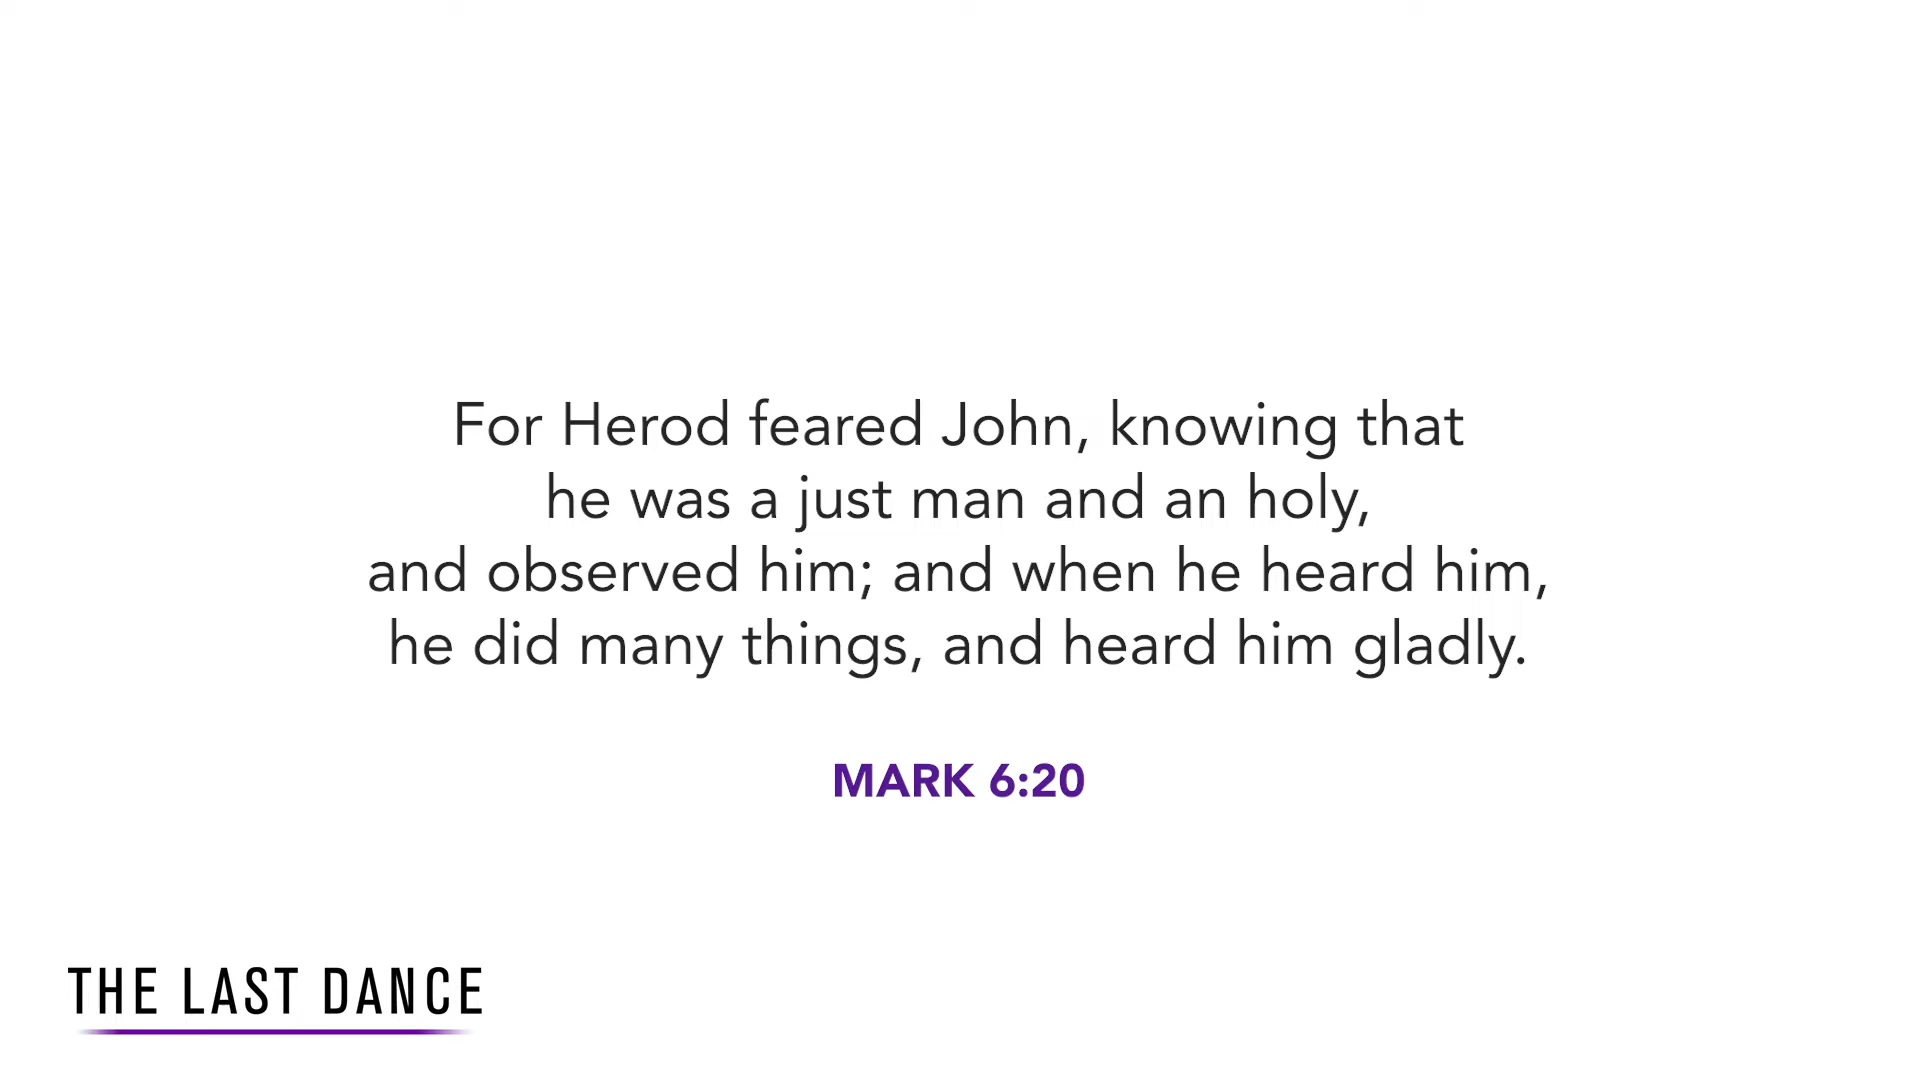 For Herod feared John, knowing that
he was a just man and an holy,
and observed him; and when he heard him,
he did many things, and heard him gladly.
MARK 6:20
THE LAST DANCE